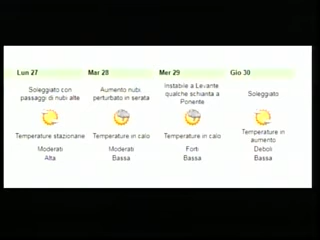 Lun 27
Mar 28
Mer 29
Gio 30
Soleggiato con
passaggi di nubi alte
Aumento nubi
perturbato in serata
Instabile a Levante
qualche schiarita a
Ponente
Soleggiato
Temperature stazionarie
Temperature in calo
Temperature in calo
Temperature in
aumento
Moderati
Moderati
Forti
Deboli
Alta
Bassa
Bassa
Bassa